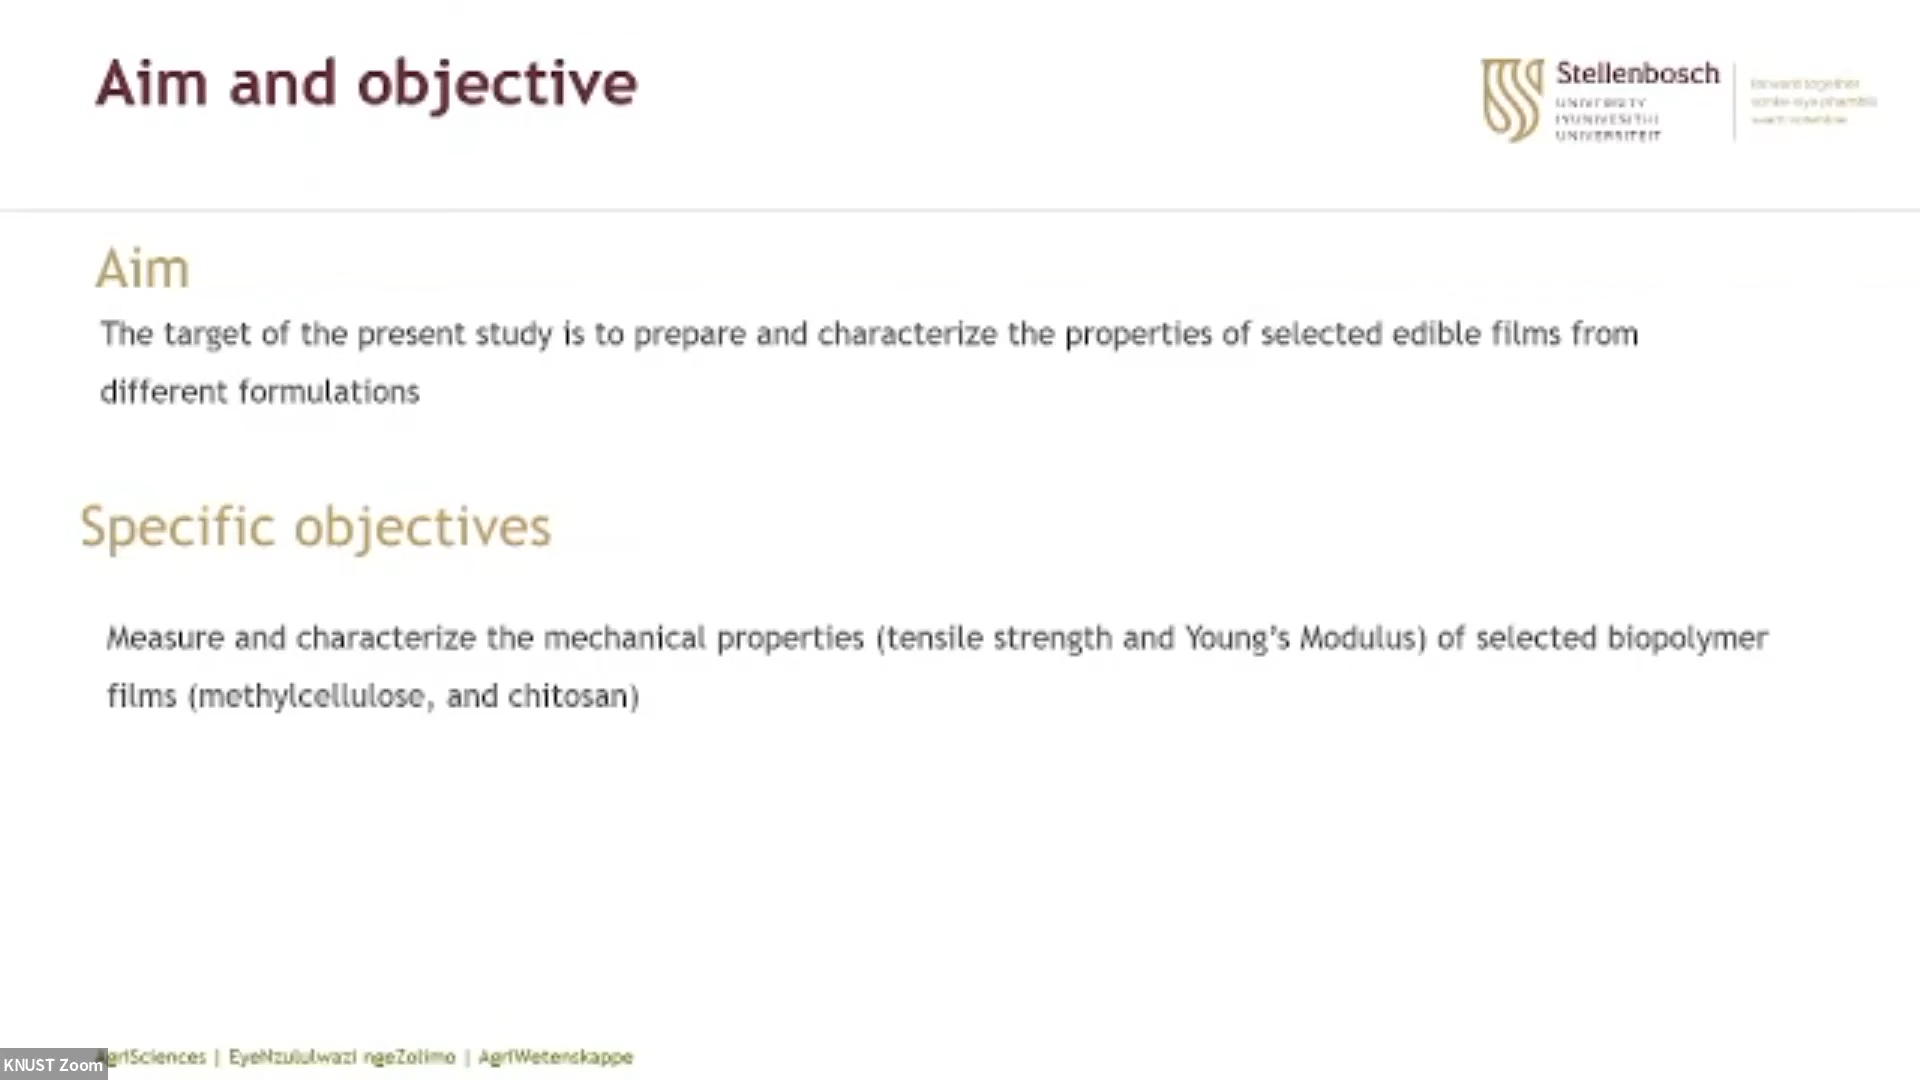 Aim and objective
Stellenbosch
UNIVERSITY
IYUNIVESITHI
UNIVERSITEIT
forward together
Aim
The target of the present study is to prepare and characterize the properties of selected edible films from
different formulations
Specific objectives
Measure and characterize the mechanical properties (tensile strength and Young’s Modulus) of selected biopolymer
films (methylcellulose, and chitosan)
AgriSciences | EyeNzululwazi ngeZolimo | AgriWetenskappe
KNUST Zoom